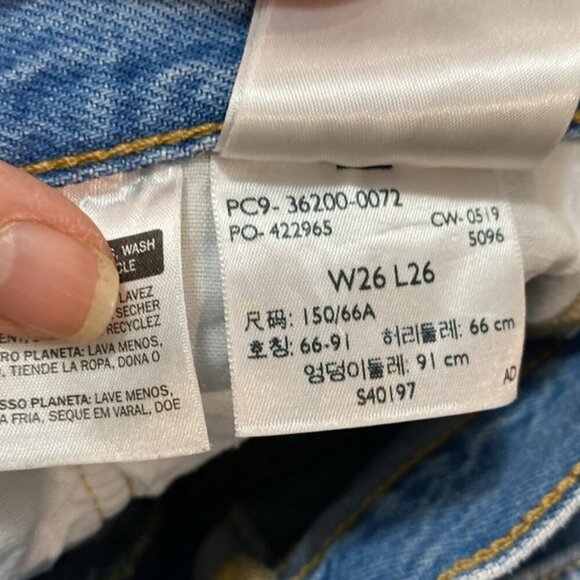 WASH
CLE
LAVEZ
SECHER
RECYCLEZ
PLANETA: LAVA MENOS,
TIENDE LA ROPA, DONA O
PLANETA: LAVE MENOS,
A FRIA, SEQUE EM VARAL, DOE
PC9- 36200-0072
PO- 422965
CW- 0519
5096
W26 L26
尺码: 150/66A
호칭: 66-91 허리둘레: 66 cm
엉덩이둘레: 91 cm
S40197
AD